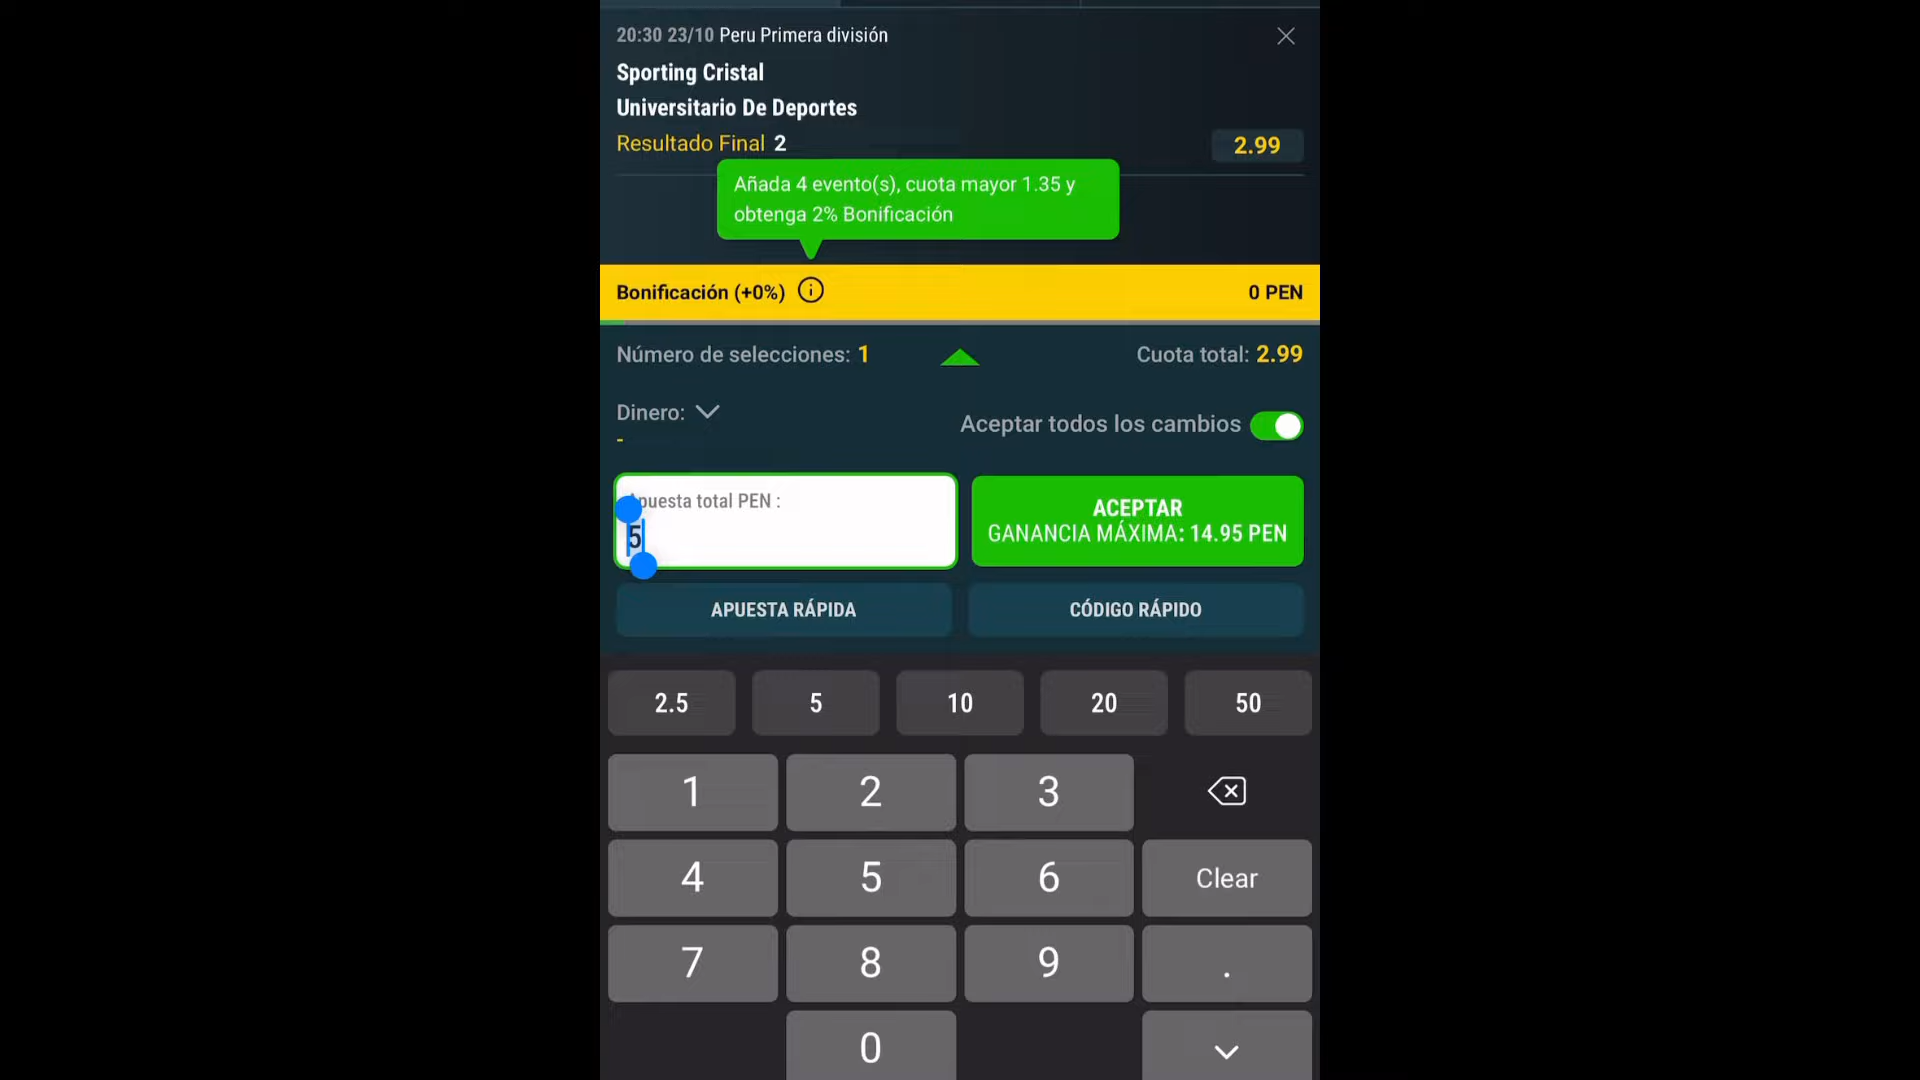 20:30 23/10 Peru Primera división
Sporting Cristal
Universitario De Deportes
Resultado Final 2
2.99
Añada 4 evento(s), cuota mayor 1.35 y
obtenga 2% Bonificación
Bonificación (+0%)
0 PEN
Número de selecciones: 1
Cuota total: 2.99
Dinero:
-
Aceptar todos los cambios
Apuesta total PEN :
5
ACEPTAR
GANANCIA MÁXIMA: 14.95 PEN
APUESTA RÁPIDA
CÓDIGO RÁPIDO
2.5 5 10 20 50
1 2 3
4 5 6 Clear
7 8 9 .
0